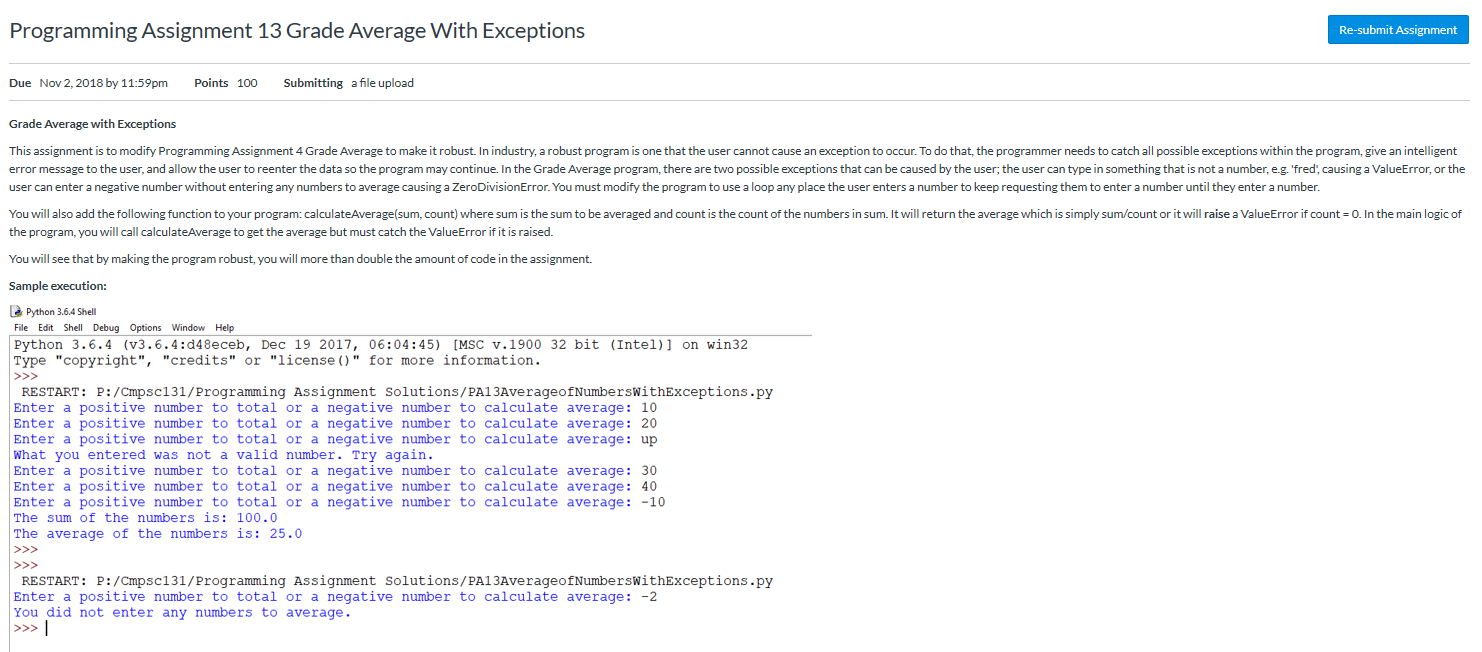 Programming Assignment 13 Grade Average With Exceptions
Re-submit Assignment
Due Nov 2, 2018 by 11:59pm Points 100 Submitting a file upload
Grade Average with Exceptions
This assignment is to modify Programming Assignment 4 Grade Average to make it robust. In industry, a robust program is one that the user cannot cause an exception to occur. To do that, the programmer needs to catch all possible exceptions within the program, give an intelligent
error message to the user, and allow the user to reenter the data so the program may continue. In the Grade Average program, there are two possible exceptions that can be caused by the user; the user can type in something that is not a number, e.g. 'fred', causing a ValueError, or the
user can enter a negative number without entering any numbers to average causing a ZeroDivisionError. You must modify the program to use a loop any place the user enters a number to keep requesting them to enter a number until they enter a number.
You will also add the following function to your program: calculateAverage(sum, count) where sum is the sum to be averaged and count is the count of the numbers in sum. It will return the average which is simply sum/count or it will raise a ValueError if count = 0. In the main logic of
the program, you will call calculateAverage to get the average but must catch the ValueError if it is raised.
You will see that by making the program robust, you will more than double the amount of code in the assignment.
Sample execution:
Python 3.6.4 Shell
File Edit Shell Debug Options Window Help
Python 3.6.4 (v3.6.4:d48eceb, Dec 19 2017, 06:04:45) [MSC v.1900 32 bit (Intel)] on win32
Type "copyright", "credits" or "license()" for more information.
>>>
RESTART: P:/Cmpsc131/Programming Assignment Solutions/PA13AverageofNumbersWithExceptions.py
Enter a positive number to total or a negative number to calculate average: 10
Enter a positive number to total or a negative number to calculate average: 20
Enter a positive number to total or a negative number to calculate average: up
What you entered was not a valid number. Try again.
Enter a positive number to total or a negative number to calculate average: 30
Enter a positive number to total or a negative number to calculate average: 40
Enter a positive number to total or a negative number to calculate average: -10
The sum of the numbers is: 100.0
The average of the numbers is: 25.0
>>>
>>>
RESTART: P:/Cmpsc131/Programming Assignment Solutions/PA13AverageofNumbersWithExceptions.py
Enter a positive number to total or a negative number to calculate average: -2
You did not enter any numbers to average.
>>>